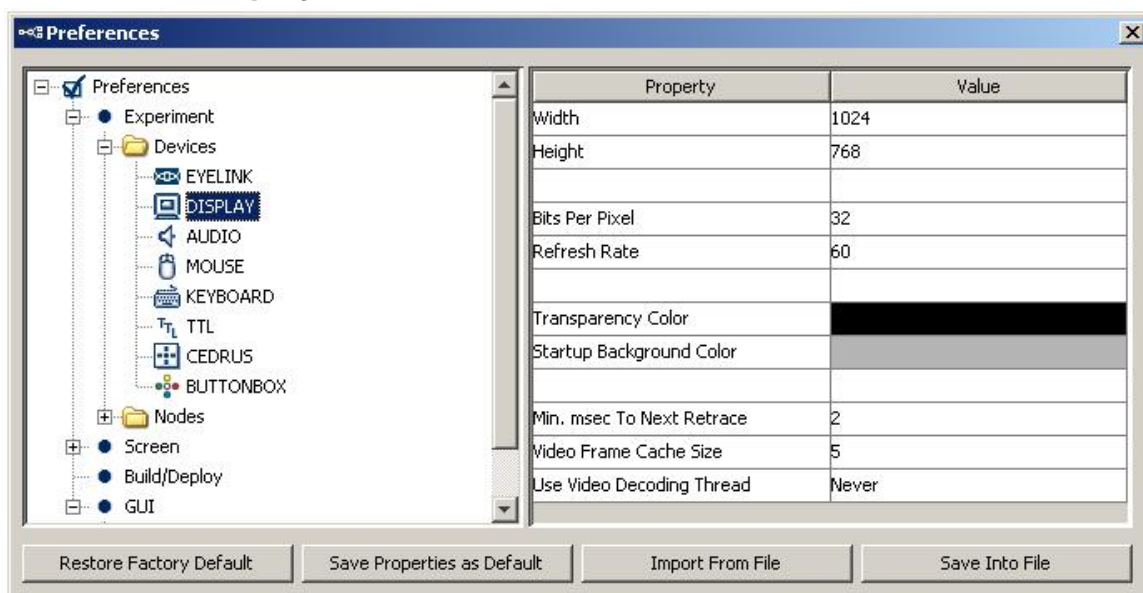 Preferences
Preferences
Experiment
Devices
EYELINK
DISPLAY
AUDIO
MOUSE
KEYBOARD
TTL TTL
CEDRUS
BUTTONBOX
Nodes
Screen
Build/Deploy
GUI
Property Value
Width 1024
Height 768
Bits Per Pixel 32
Refresh Rate 60
Transparency Color
Startup Background Color
Min. msec To Next Retrace 2
Video Frame Cache Size 5
Use Video Decoding Thread Never
Restore Factory Default Save Properties as Default Import From File Save Into File